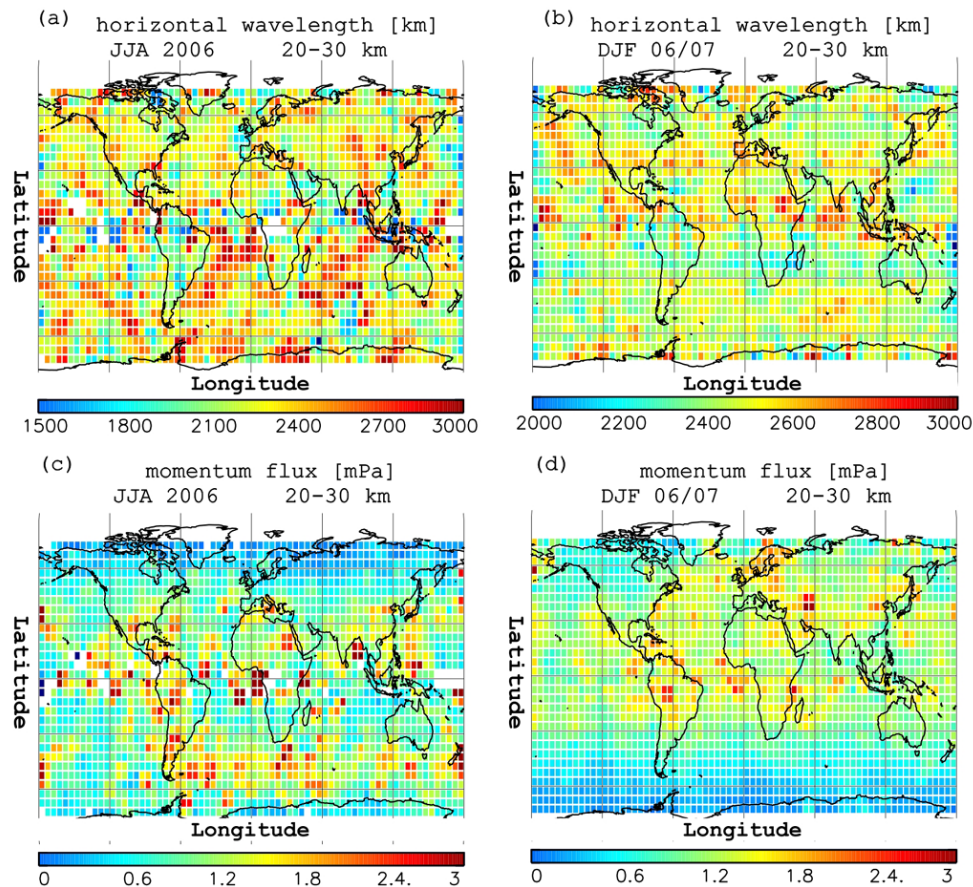 (a) horizontal wavelength [km]
JJA 2006 20-30 km
Latitude
Longitude
1500 1800 2100 2400 2700 3000
(b) horizontal wavelength [km]
DJF 06/07 20-30 km
Latitude
Longitude
2000 2200 2400 2600 2800 3000
(c) momentum flux [mPa]
JJA 2006 20-30 km
Latitude
Longitude
0 0.6 1.2 1.8 2.4. 3
(d) momentum flux [mPa]
DJF 06/07 20-30 km
Latitude
Longitude
0 0.6 1.2 1.8 2.4. 3